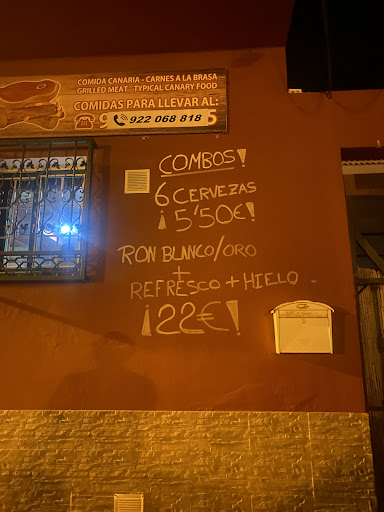 COMIDA CANARIA - CARNES A LA BRASA
GRILLED MEAT - TYPICAL CANARY FOOD
COMIDAS PARA LLEVAR AL:
922 068 818
COMBOS!
6 CERVEZAS
¡5'50€!
RON BLANCO/ORO
+
REFRESCO + HIELO
¡22€!